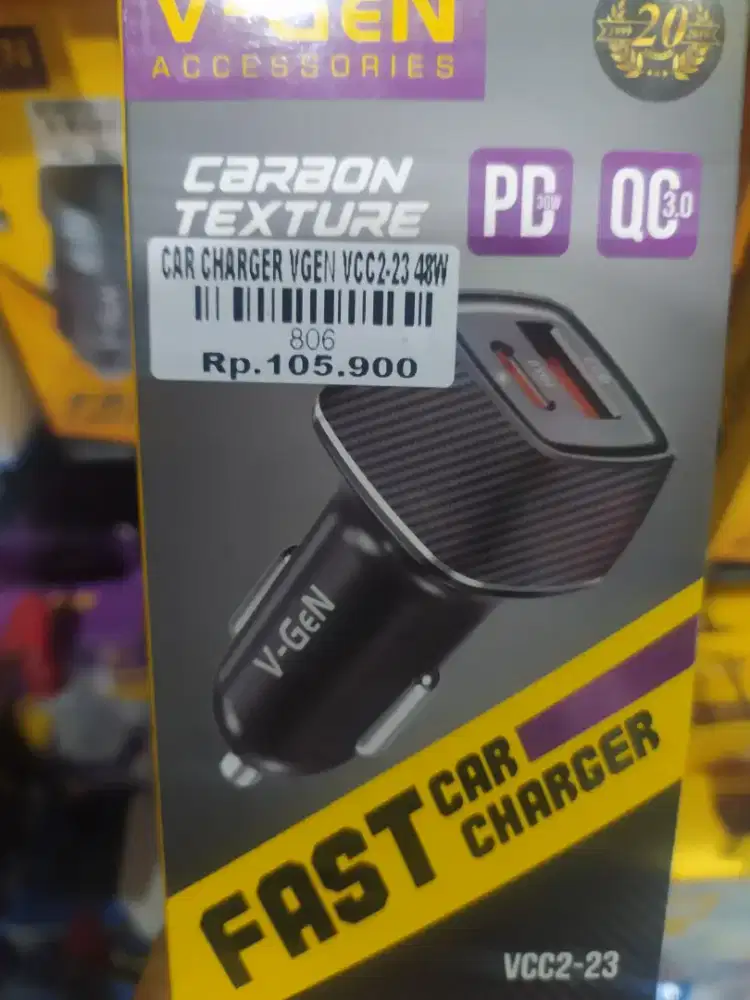 V-GEN
ACCESSORIES
20
CARBON
TEXTURE
PD 30W
QC 3.0
CAR CHARGER VGEN VCC2-23 48W
806
Rp.105.900
V-GEN
FAST CAR
CHARGER
VCC2-23